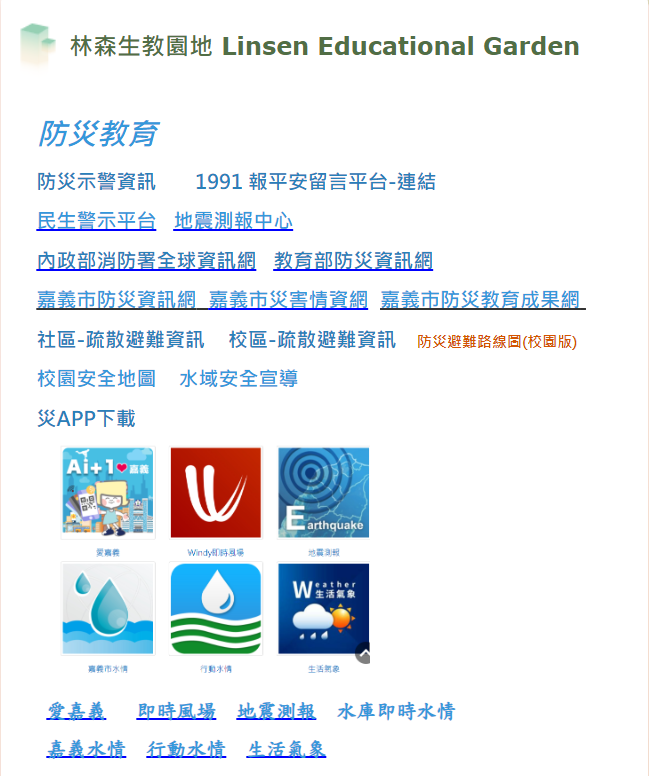 林森生教園地 Linsen Educational Garden
防災教育
防災示警資訊 1991 報平安留言平台-連結
民生警示平台 地震測報中心
內政部消防署全球資訊網 教育部防災資訊網
嘉義市防災資訊網 嘉義市災害情資網 嘉義市防災教育成果網
社區-疏散避難資訊 校區-疏散避難資訊 防災避難路線圖(校園版)
校園安全地圖 水域安全宣導
災APP下載
Ai+1 嘉義
Earthquake
愛嘉義 Windy即時風場 地震測報
Weather
生活氣象
嘉義市水情 行動水情 生活氣象
愛嘉義 即時風場 地震測報 水庫即時水情
嘉義水情 行動水情 生活氣象